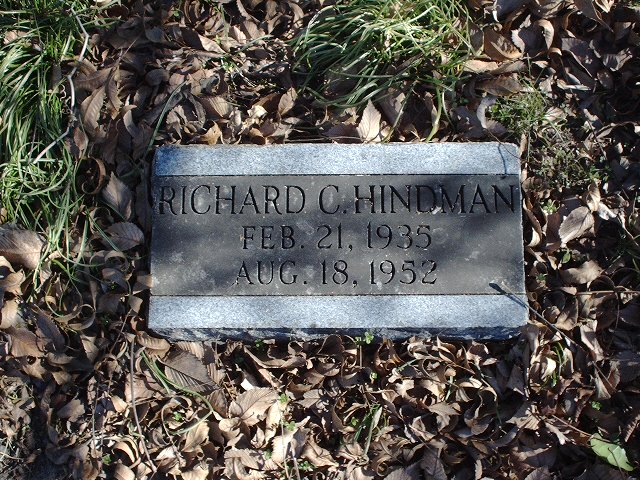 RICHARD C. HINDMAN
FEB. 21, 1935
AUG. 18, 1952